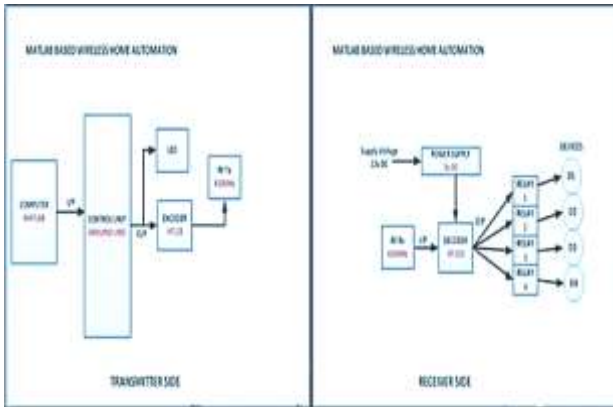 MATLAB BASED WIRELESS HOME AUTOMATION
COMPUTER
MATLAB
I/P
CONTROL UNIT
ARDUINO UNO
O/P
ENCODER
RF Tx
TRANSMITTER SIDE
MATLAB BASED WIRELESS HOME AUTOMATION
Supply Voltage
POWER SUPPLY
RF Rx
I/P
DECODER
O/P
RELAY
1
RELAY
2
RELAY
3
RELAY
4
DEVICES
D1
D2
D3
D4
RECEIVER SIDE